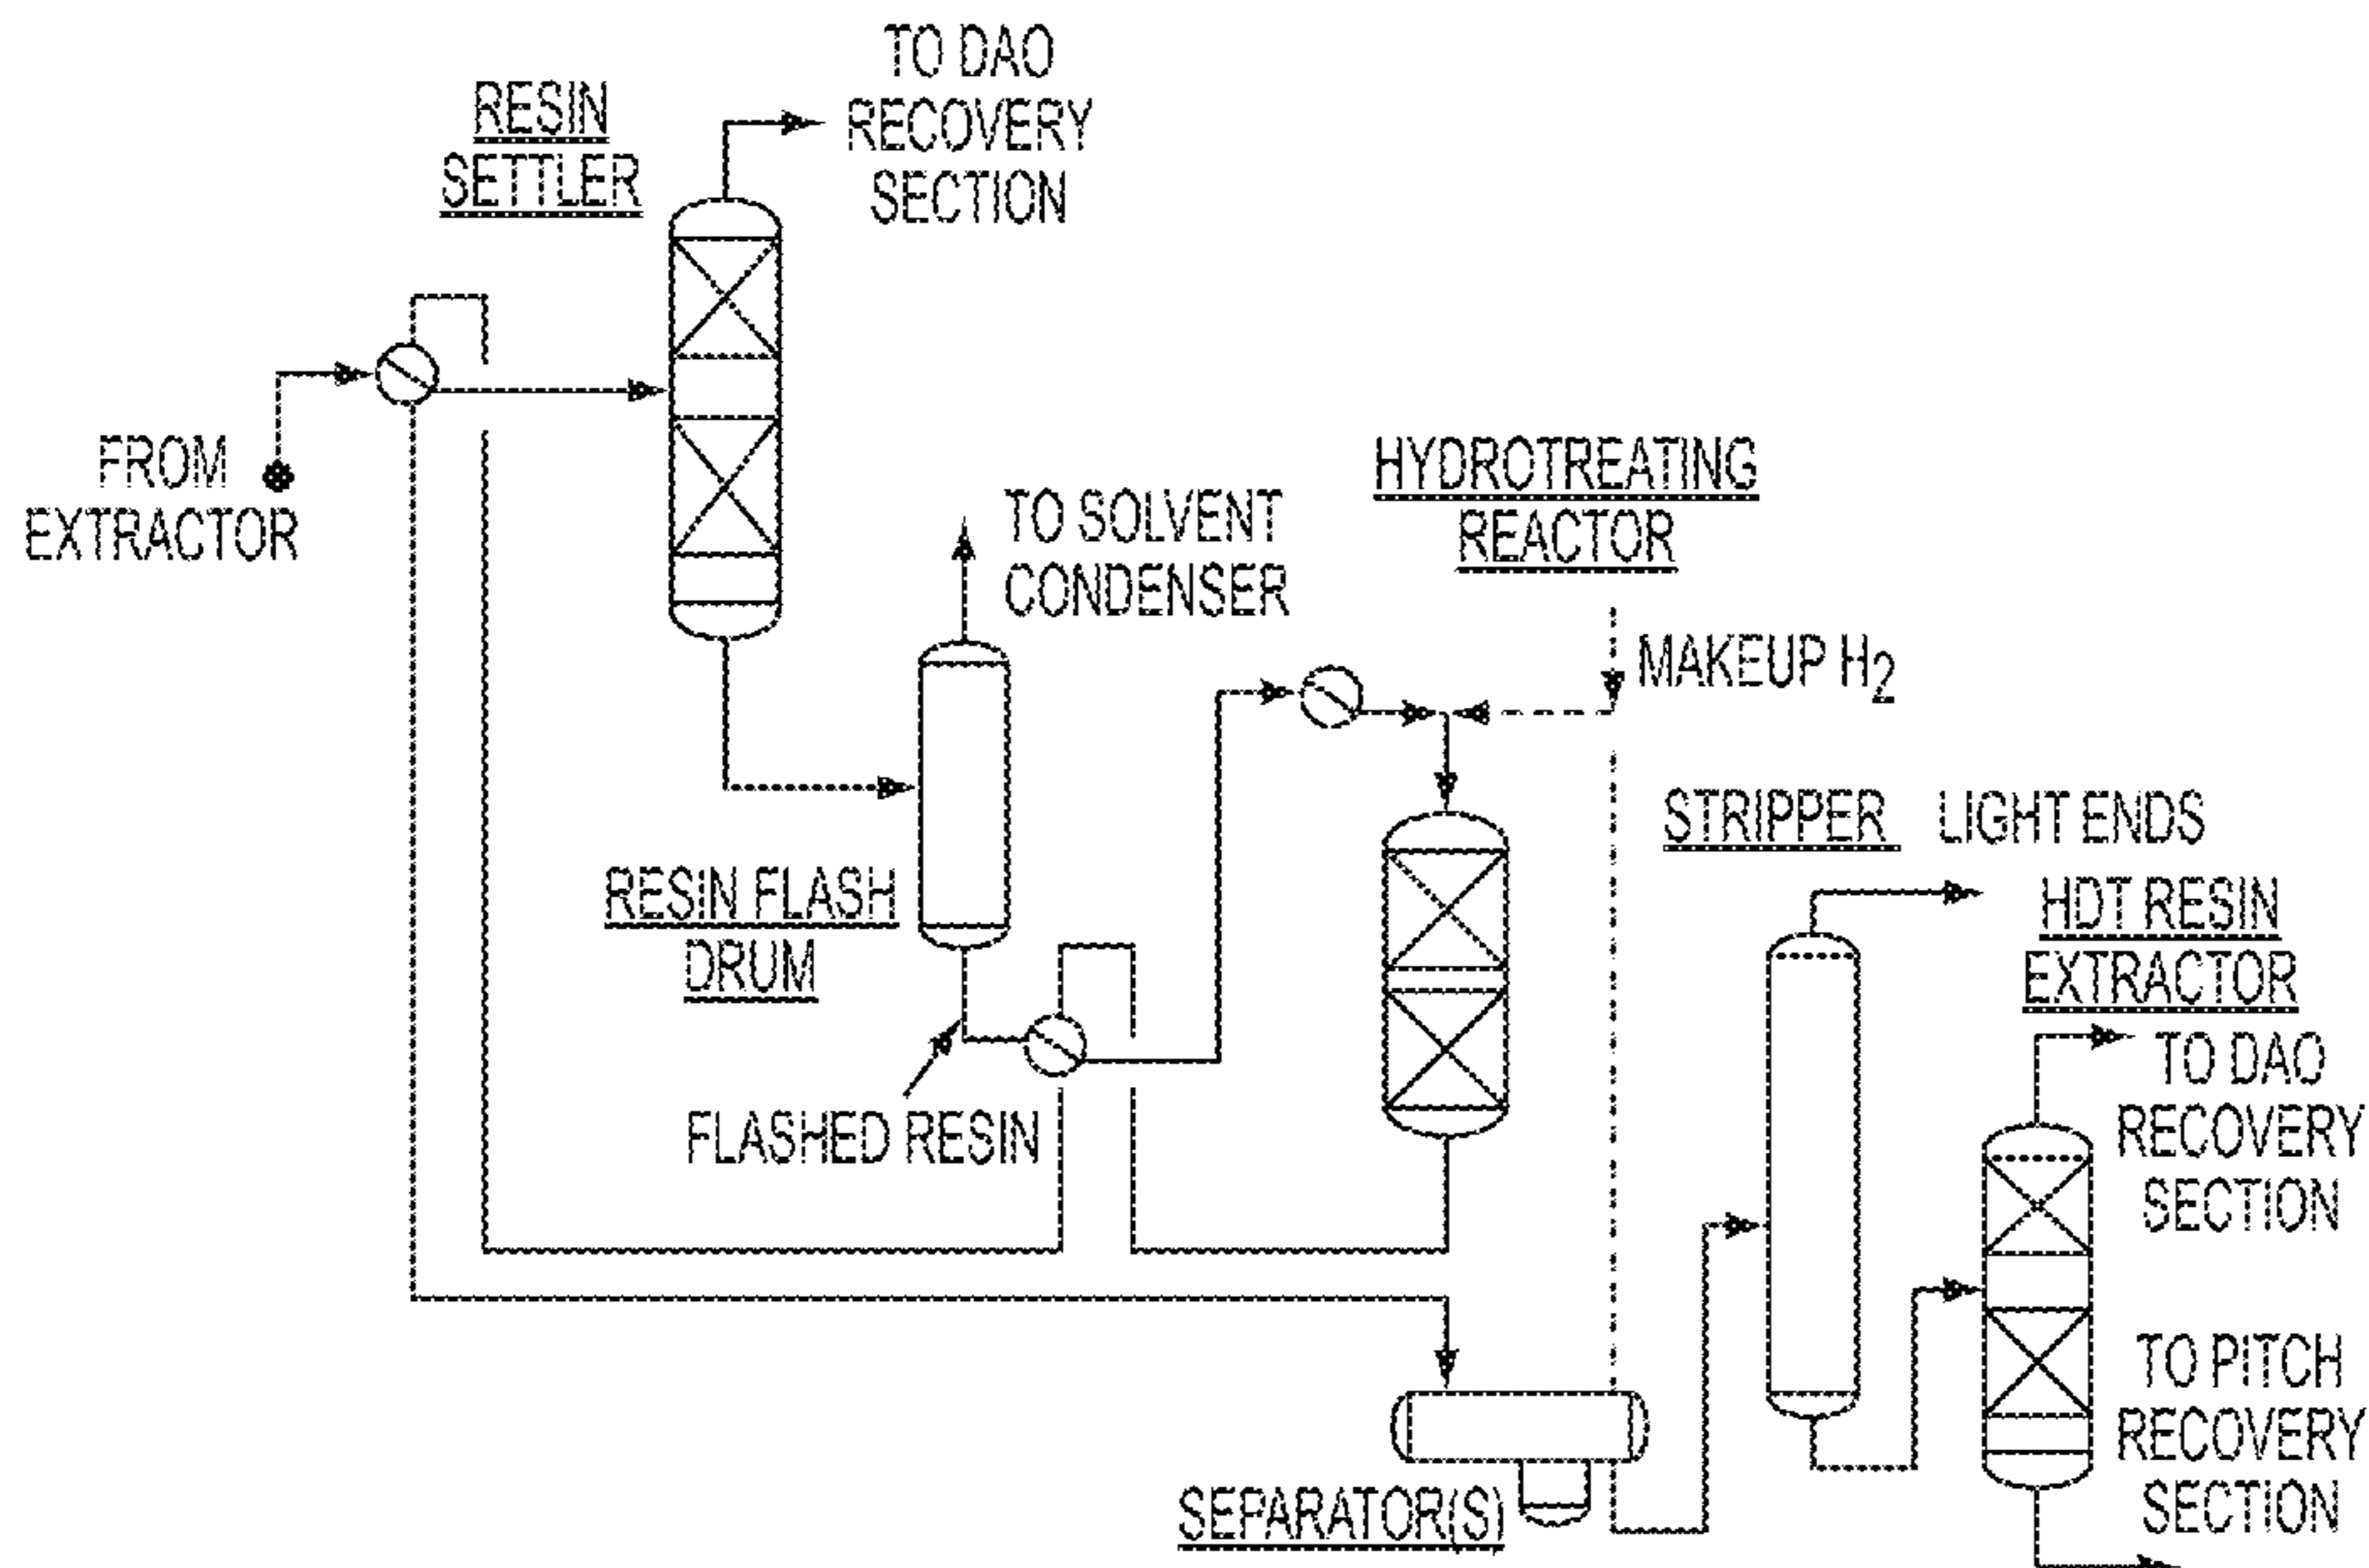 RESIN
SETTLER
TO DAO
RECOVERY
SECTION
FROM
EXTRACTOR
TO SOLVENT
CONDENSER
HYDROTREATING
REACTOR
MAKEUP H2
RESIN FLASH
DRUM
FLASHED RESIN
STRIPPER
LIGHT ENDS
HDT RESIN
EXTRACTOR
TO DAO
RECOVERY
SECTION
TO PITCH
RECOVERY
SECTION
SEPARATOR(S)